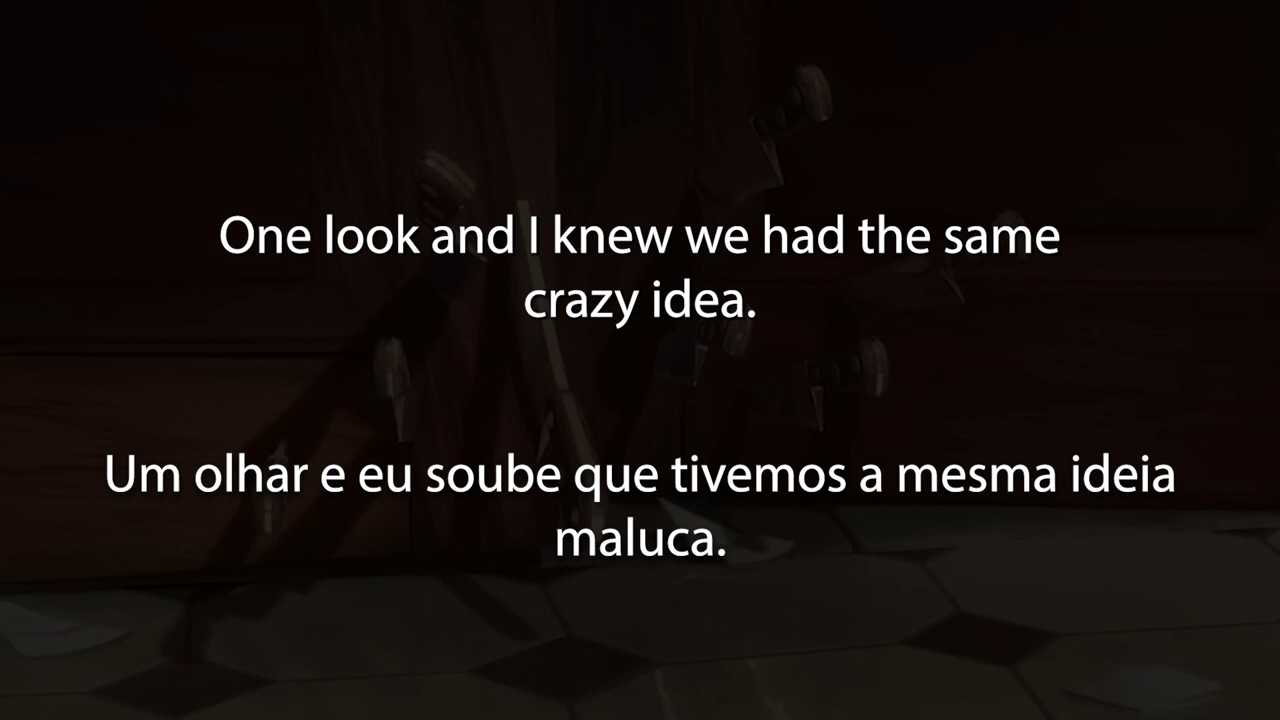 One look and I knew we had the same
crazy idea.
Um olhar e eu soube que tivemos a mesma ideia
maluca.